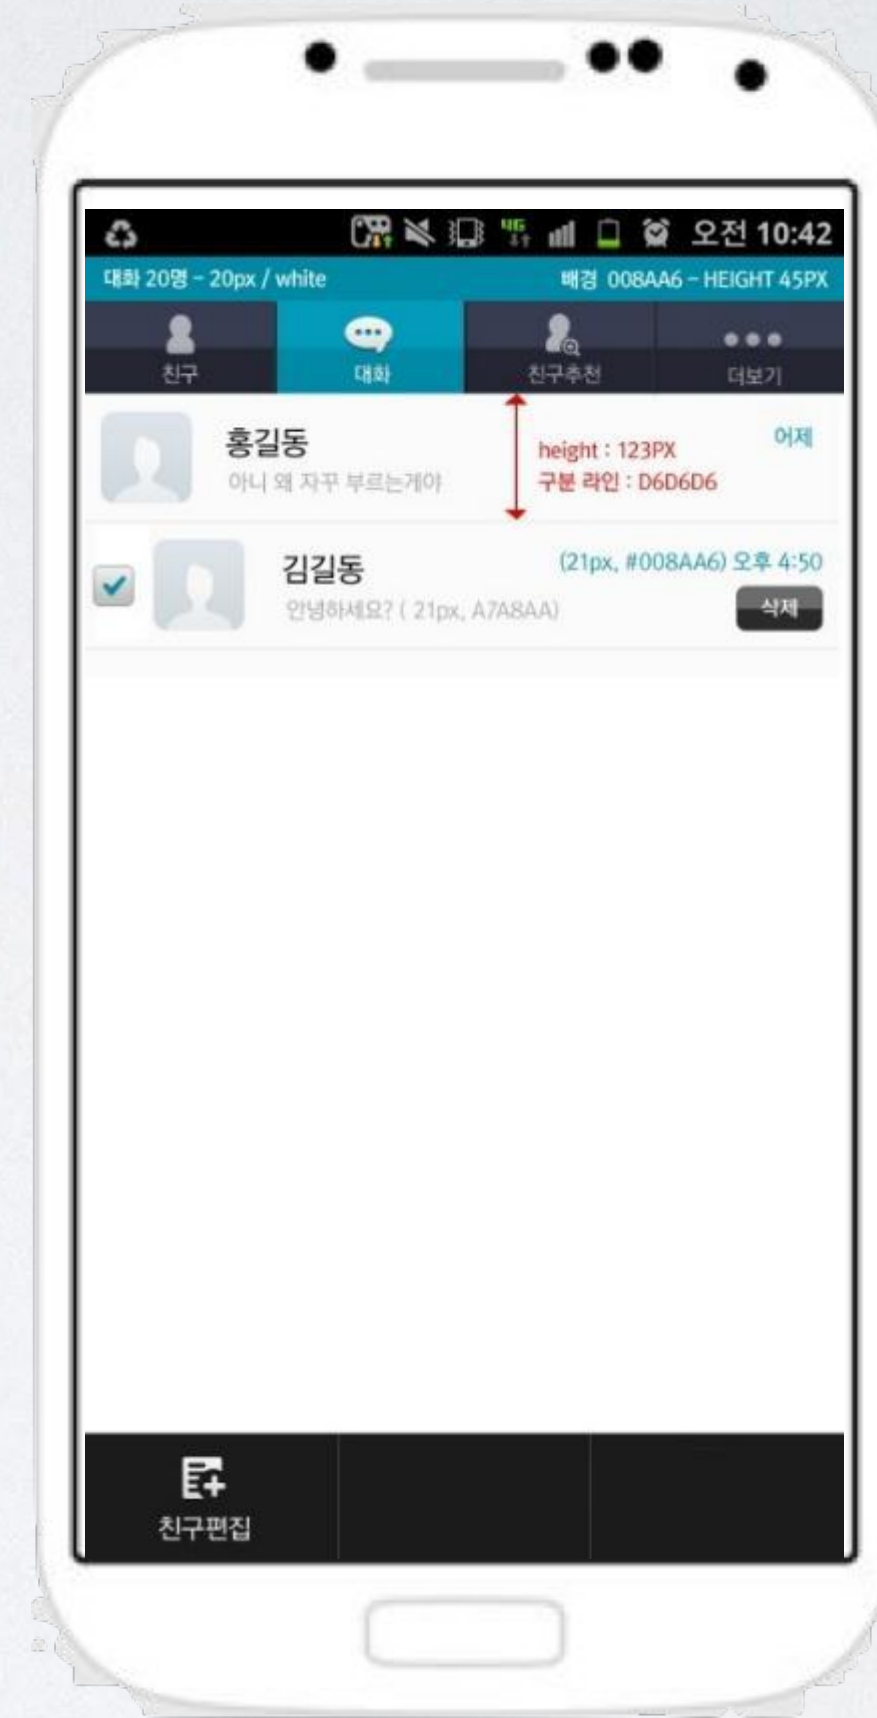 4G 오전 10:42
대화 20명 – 20px / white 배경 008AA6 – HEIGHT 45PX
친구 대화 친구추천 더보기
홍길동 어제
아니 왜 자꾸 부르는게야
height : 123PX
구분 라인 : D6D6D6
김길동 (21px, #008AA6) 오후 4:50
안녕하세요? ( 21px, A7A8AA) 삭제
친구편집